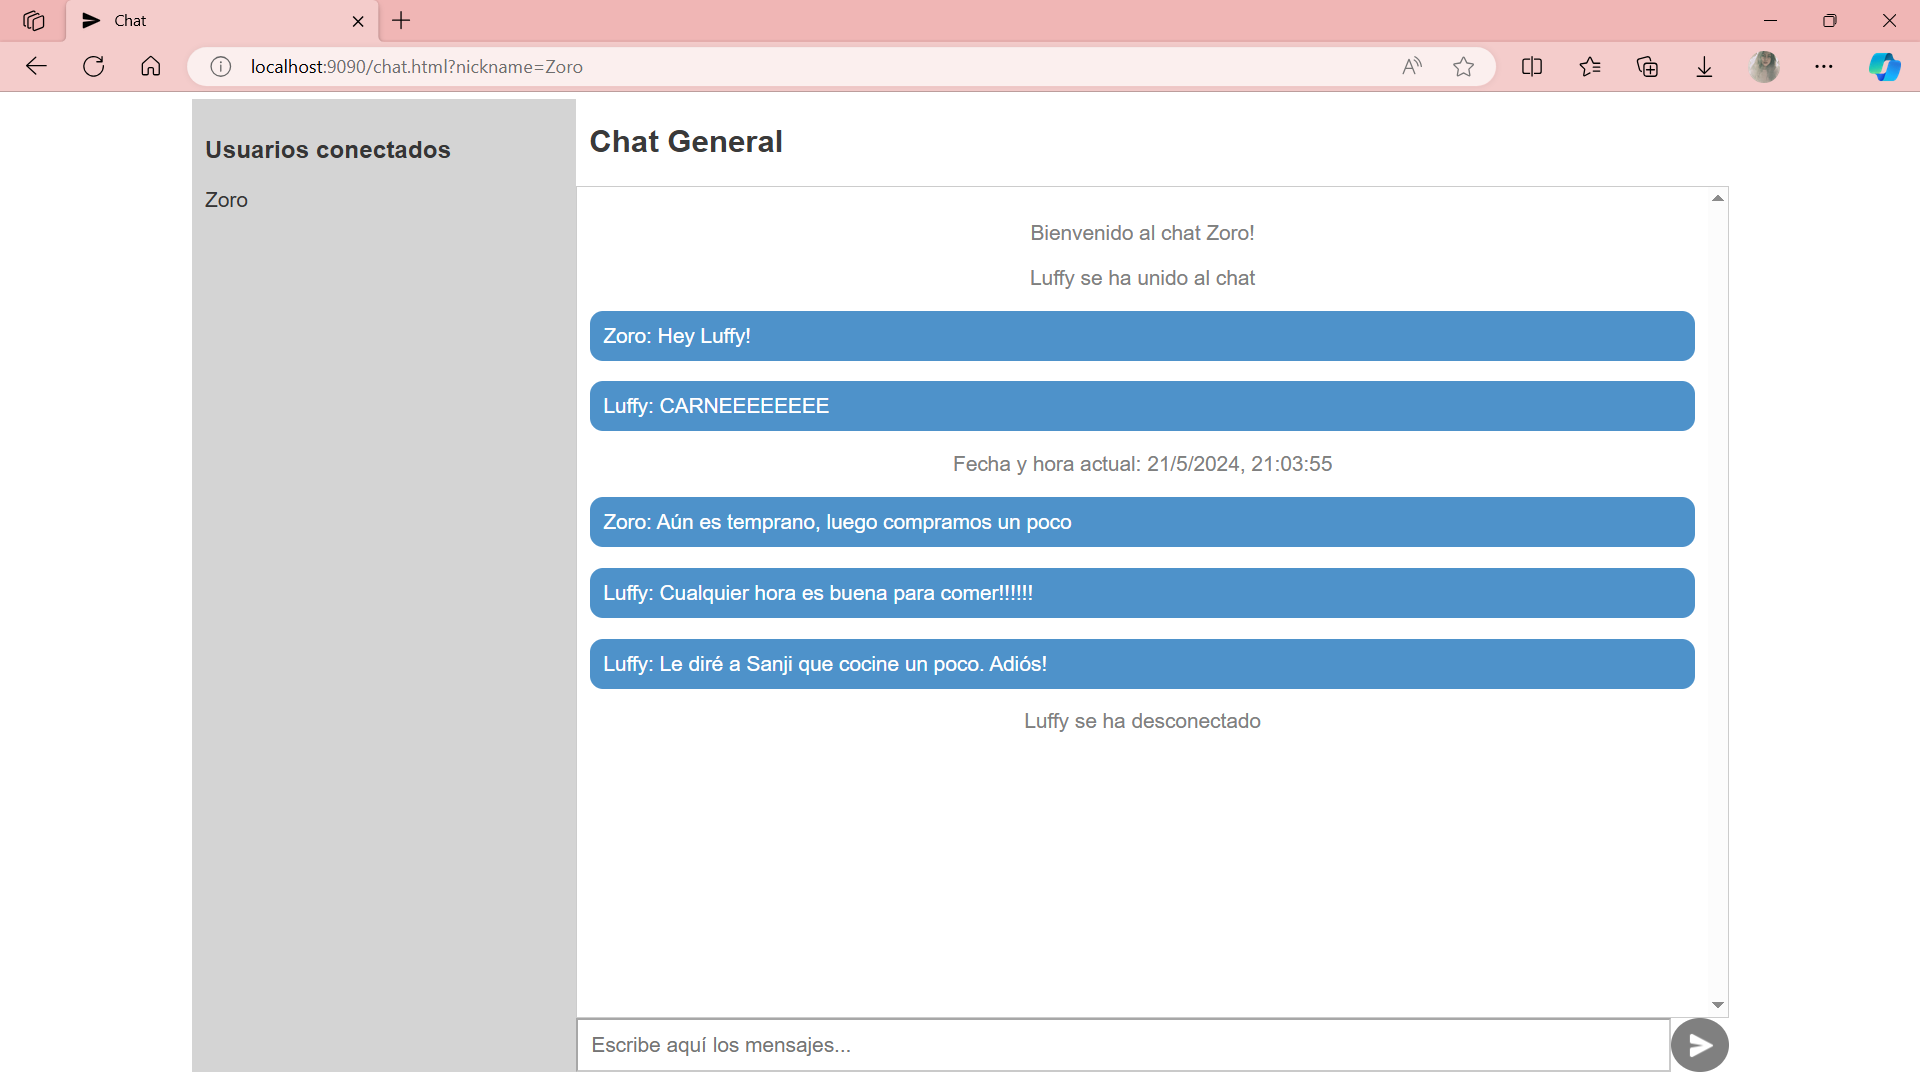 Chat
localhost:9090/chat.html?nickname=Zoro
Usuarios conectados
Zoro
Chat General
Bienvenido al chat Zoro!
Luffy se ha unido al chat
Zoro: Hey Luffy!
Luffy: CARNEEEEEEEE
Fecha y hora actual: 21/5/2024, 21:03:55
Zoro: Aún es temprano, luego compramos un poco
Luffy: Cualquier hora es buena para comer!!!!!!
Luffy: Le diré a Sanji que cocine un poco. Adiós!
Luffy se ha desconectado
Escribe aquí los mensajes...